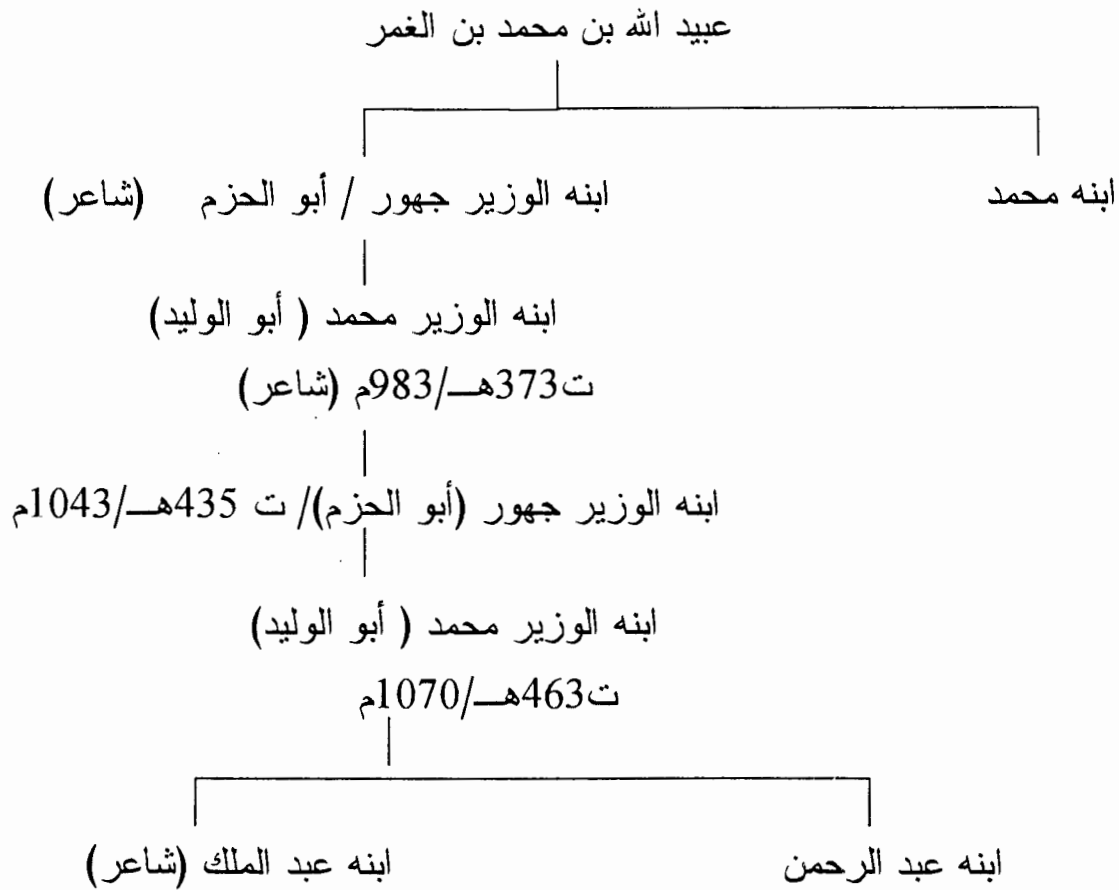 عبيد الله بن محمد بن الغمر
ابنه محمد
ابنه الوزير جهور / أبو الحزم (شاعر)
ابنه الوزير محمد ( أبو الوليد)
ت373هـ/983م (شاعر)
ابنه الوزير جهور (أبو الحزم)/ ت 435هـ/1043م
ابنه الوزير محمد ( أبو الوليد)
ت463هـ/1070م
ابنه عبد الرحمن
ابنه عبد الملك (شاعر)